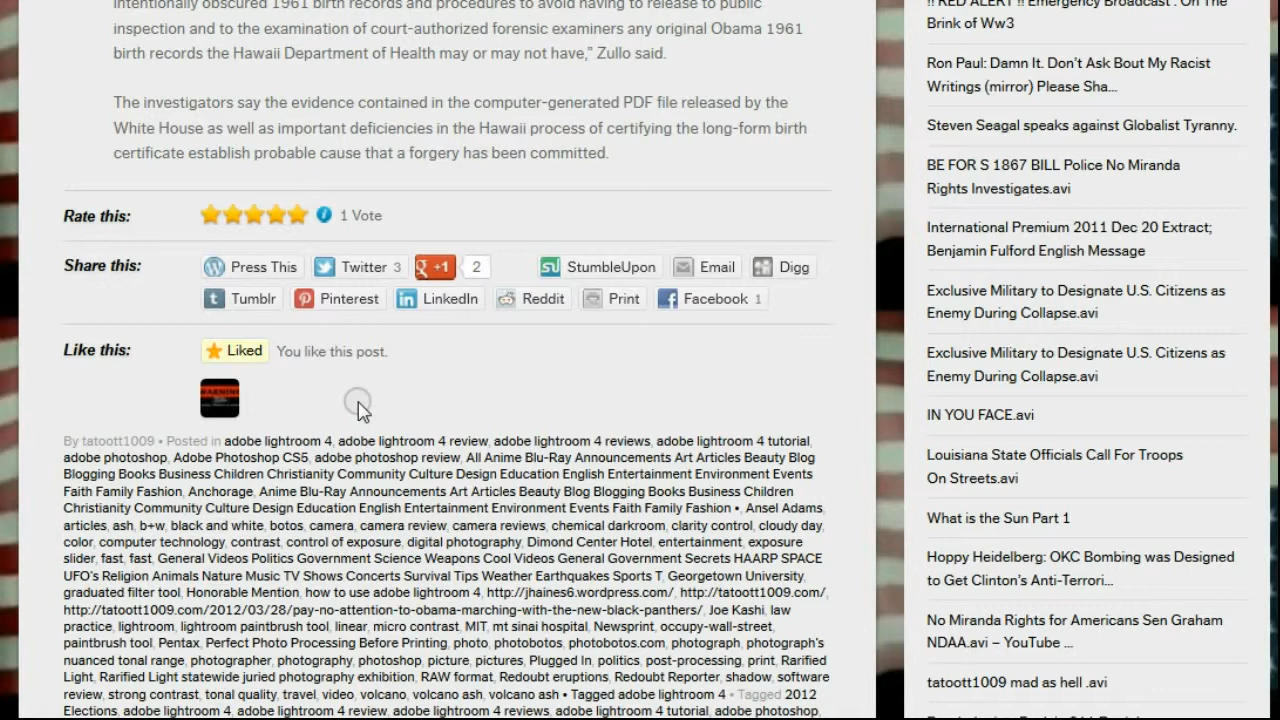 intentionally obscured 1961 birth records and procedures to avoid having to release to public
inspection and to the examination of court-authorized forensic examiners any original Obama 1961
birth records the Hawaii Department of Health may or may not have,” Zullo said.
The investigators say the evidence contained in the computer-generated PDF file released by the
White House as well as important deficiencies in the Hawaii process of certifying the long-form birth
certificate establish probable cause that a forgery has been committed.
Rate this: 1 Vote
Share this: Press This Twitter 3 g +1 2 StumbleUpon Email Digg
Tumblr Pinterest LinkedIn Reddit Print Facebook 1
Like this: Liked You like this post.
WARNING
By tatoott1009 • Posted in adobe lightroom 4, adobe lightroom 4 review, adobe lightroom 4 reviews, adobe lightroom 4 tutorial,
adobe photoshop, Adobe Photoshop CS5, adobe photoshop review, All Anime Blu-Ray Announcements Art Articles Beauty Blog
Blogging Books Business Children Christianity Community Culture Design Education English Entertainment Environment Events
Faith Family Fashion, Anchorage, Anime Blu-Ray Announcements Art Articles Beauty Blog Blogging Books Business Children
Christianity Community Culture Design Education English Entertainment Environment Events Faith Family Fashion •, Ansel Adams,
articles, ash, b+w, black and white, botos, camera, camera review, camera reviews, chemical darkroom, clarity control, cloudy day,
color, computer technology, contrast, control of exposure, digital photography, Dimond Center Hotel, entertainment, exposure
slider, fast, fast, General Videos Politics Government Science Weapons Cool Videos General Government Secrets HAARP SPACE
UFO's Religion Animals Nature Music TV Shows Concerts Survival Tips Weather Earthquakes Sports T, Georgetown University,
graduated filter tool, Honorable Mention, how to use adobe lightroom 4, http://jhaines6.wordpress.com/, http://tatoott1009.com/,
http://tatoott1009.com/2012/03/28/pay-no-attention-to-obama-marching-with-the-new-black-panthers/, Joe Kashi, law
practice, lightroom, lightroom paintbrush tool, linear, micro contrast, MIT, mt sinai hospital, Newsprint, occupy-wall-street,
paintbrush tool, Pentax, Perfect Photo Processing Before Printing, photo, photobotos, photobotos.com, photograph, photograph's
nuanced tonal range, photographer, photography, photoshop, picture, pictures, Plugged In, politics, post-processing, print, Rarified
Light, Rarified Light statewide juried photography exhibition, RAW format, Redoubt eruptions, Redoubt Reporter, shadow, software
review, strong contrast, tonal quality, travel, video, volcano, volcano ash, volcano ash • Tagged adobe lightroom 4 • Tagged 2012
Elections, adobe lightroom 4, adobe lightroom 4 review, adobe lightroom 4 reviews, adobe lightroom 4 tutorial, adobe photoshop,
!! RED ALERT !! Emergency Broadcast . On The
Brink of Ww3
Ron Paul: Damn It. Don’t Ask Bout My Racist
Writings (mirror) Please Sha...
Steven Seagal speaks against Globalist Tyranny.
BE FOR S 1867 BILL Police No Miranda
Rights Investigates.avi
International Premium 2011 Dec 20 Extract;
Benjamin Fulford English Message
Exclusive Military to Designate U.S. Citizens as
Enemy During Collapse.avi
Exclusive Military to Designate U.S. Citizens as
Enemy During Collapse.avi
IN YOU FACE.avi
Louisiana State Officials Call For Troops
On Streets.avi
What is the Sun Part 1
Hoppy Heidelberg: OKC Bombing was Designed
to Get Clinton’s Anti-Terrori...
No Miranda Rights for Americans Sen Graham
NDAA.avi – YouTube ...
tatoott1009 mad as hell .avi